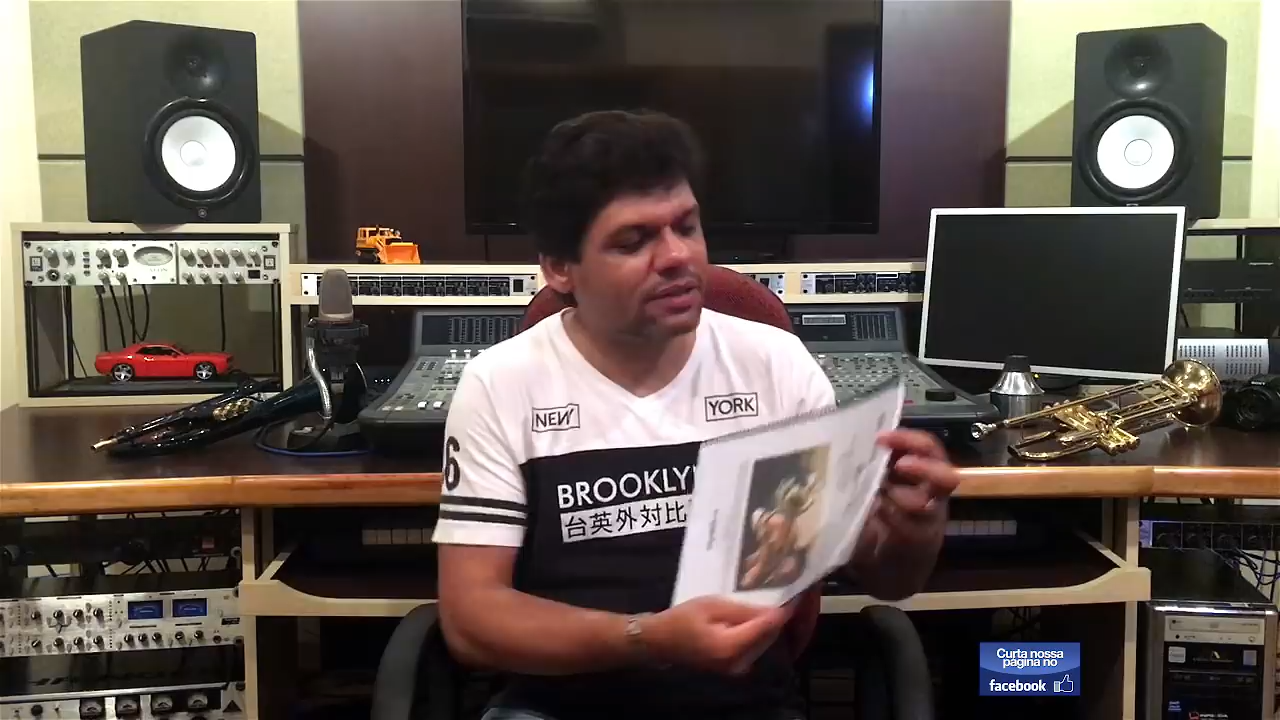 NEW
YORK
6
BROOKLY
台英外对比
Curta nossa
página no
facebook